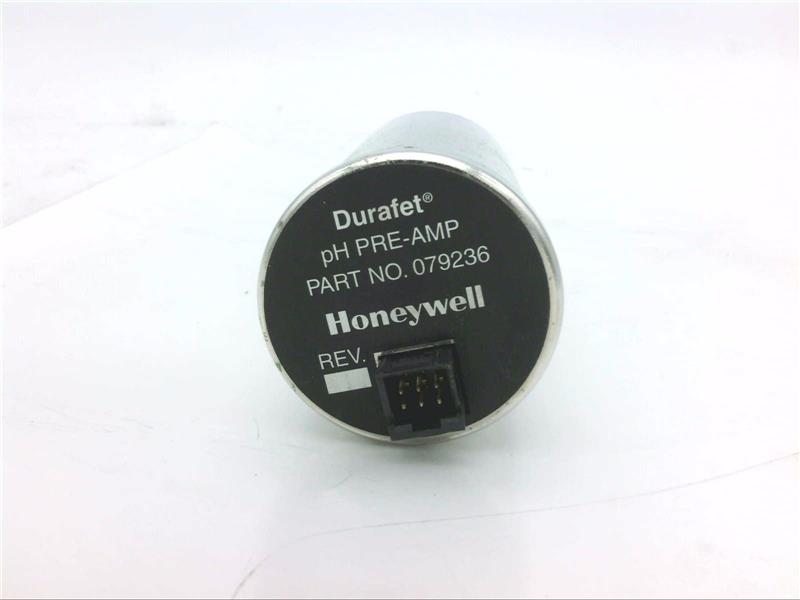 Durafet®
pH PRE-AMP
PART NO. 079236
Honeywell
REV.